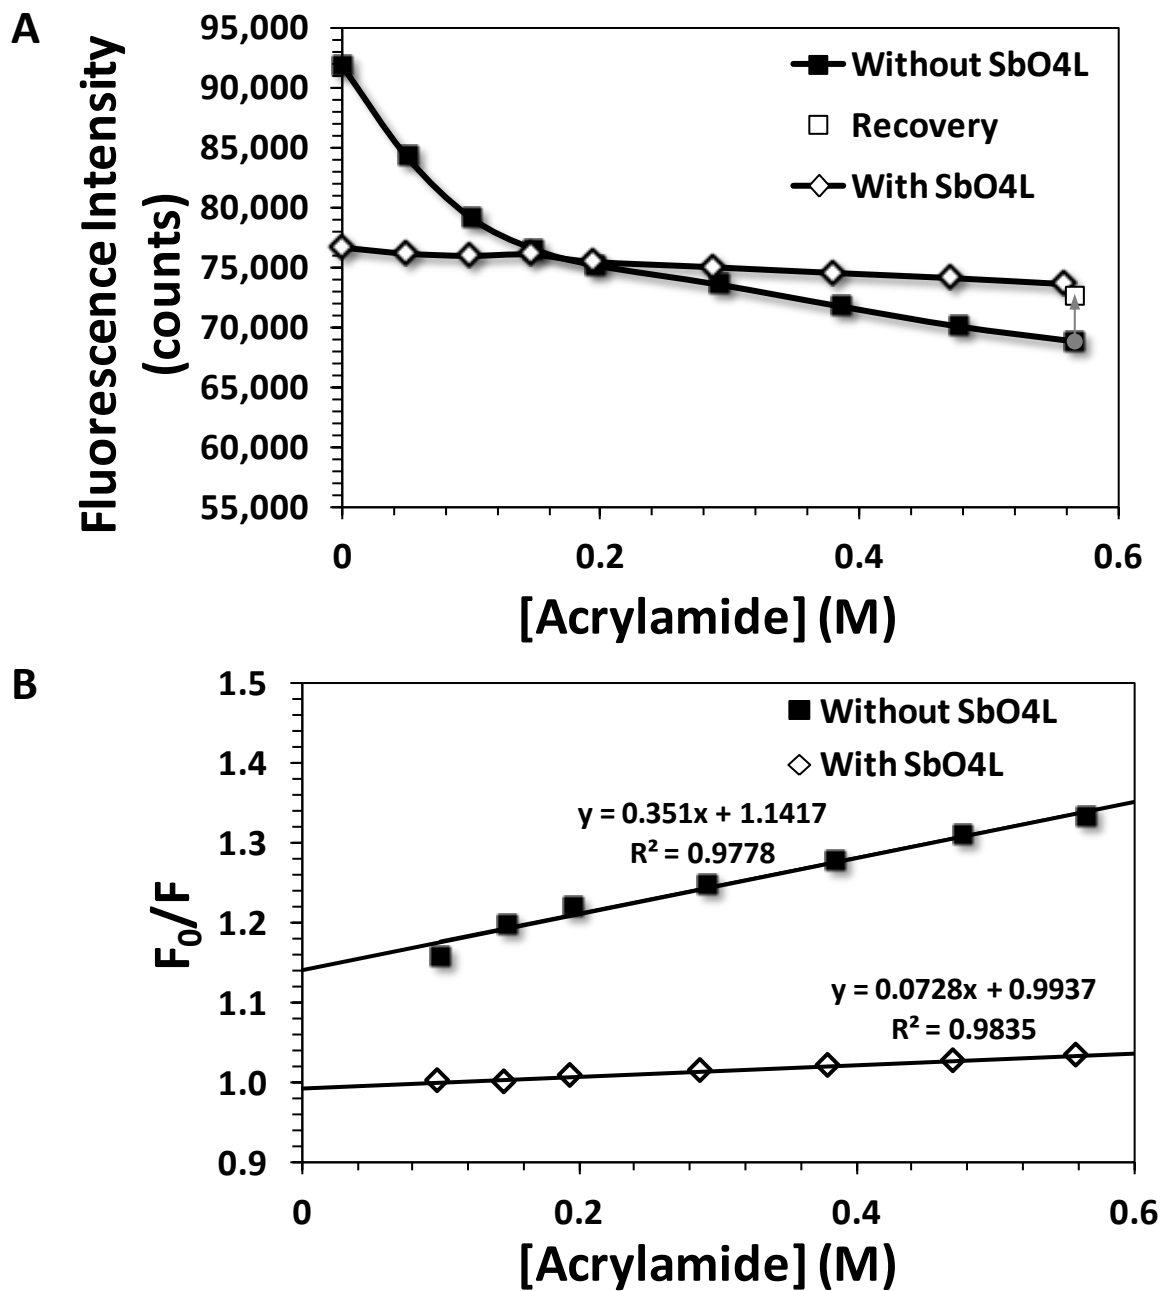 A
Fluorescence Intensity
(counts)
95,000
90,000
85,000
80,000
75,000
70,000
65,000
60,000
55,000
Without SbO4L
Recovery
With SbO4L
0 0.2 0.4 0.6
[Acrylamide] (M)
B
F₀/F
1.5
1.4
1.3
1.2
1.1
1.0
0.9
Without SbO4L
With SbO4L
y = 0.351x + 1.1417
R² = 0.9778
y = 0.0728x + 0.9937
R² = 0.9835
0 0.2 0.4 0.6
[Acrylamide] (M)